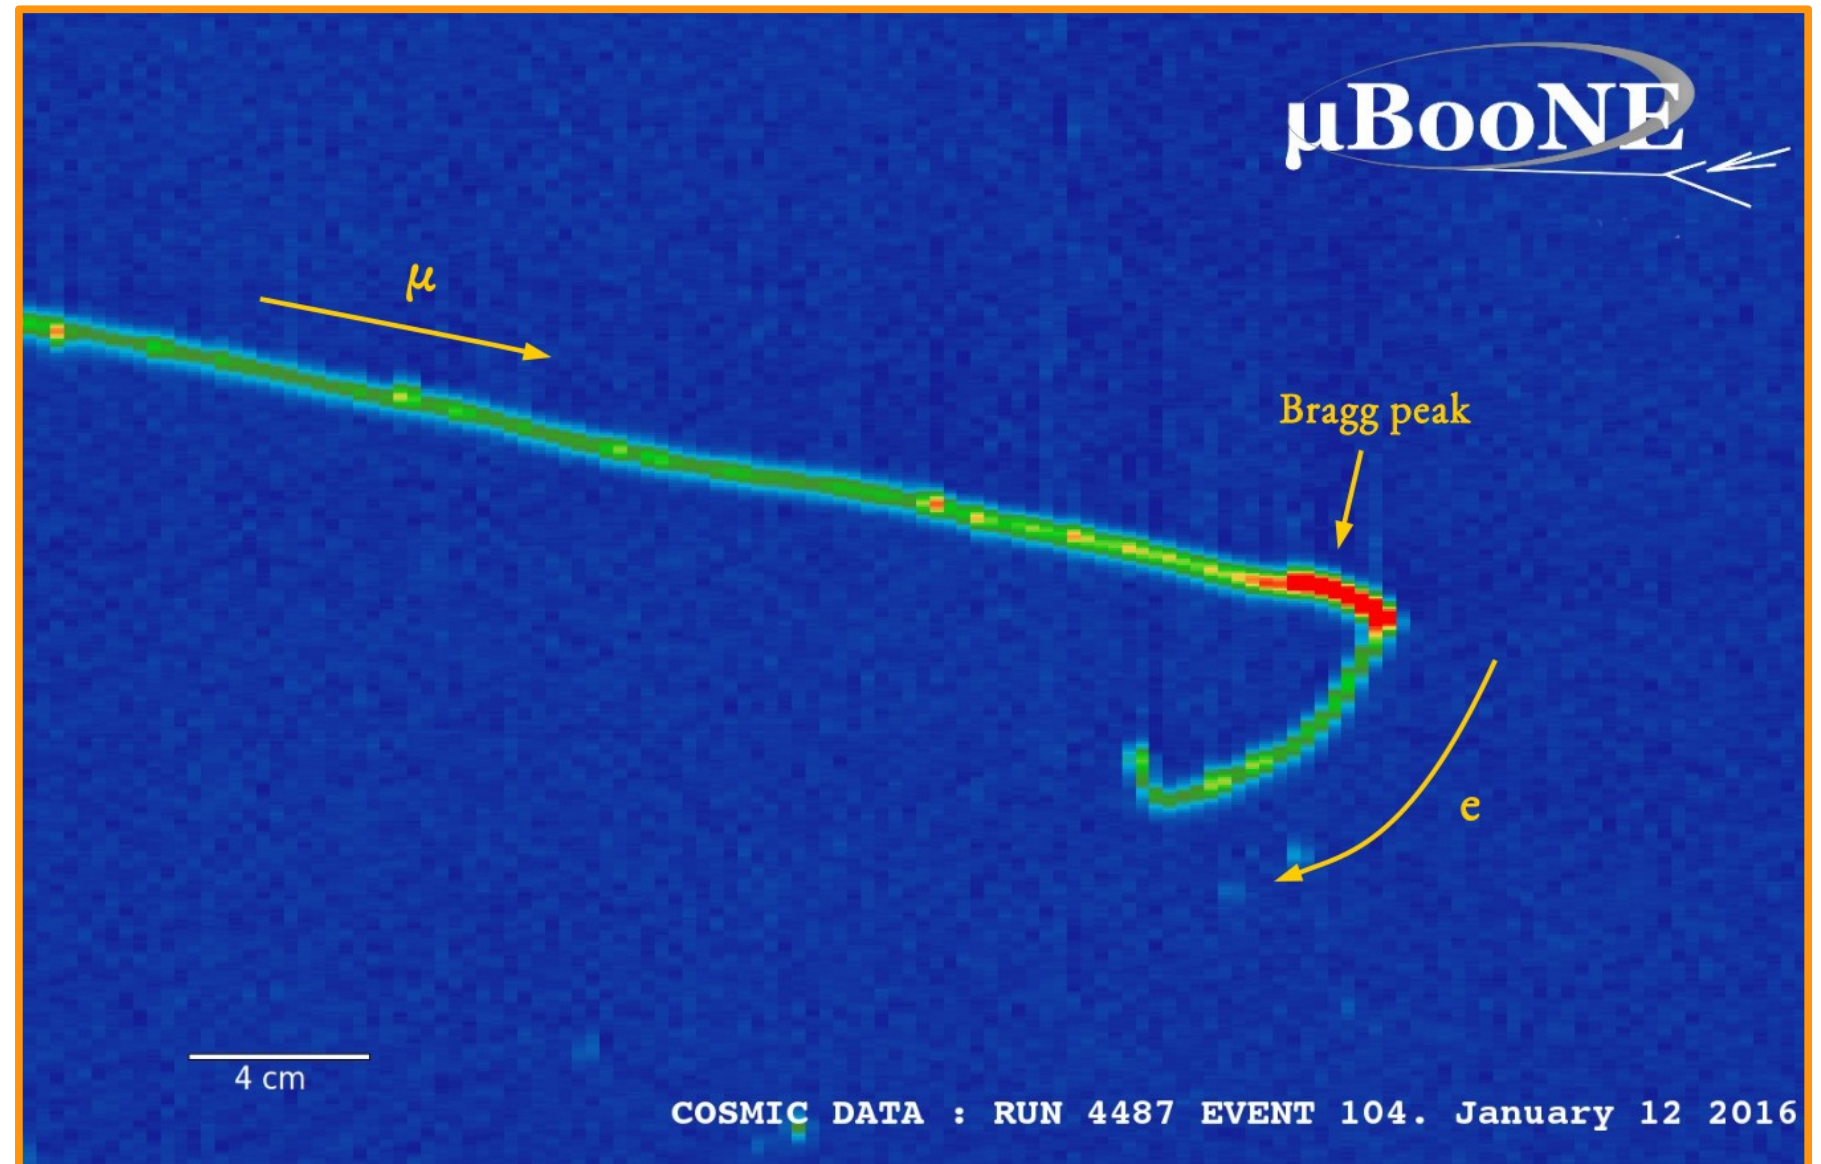 µBooNE
μ
Bragg peak
e
4 cm
COSMIC DATA : RUN 4487 EVENT 104. January 12 2016